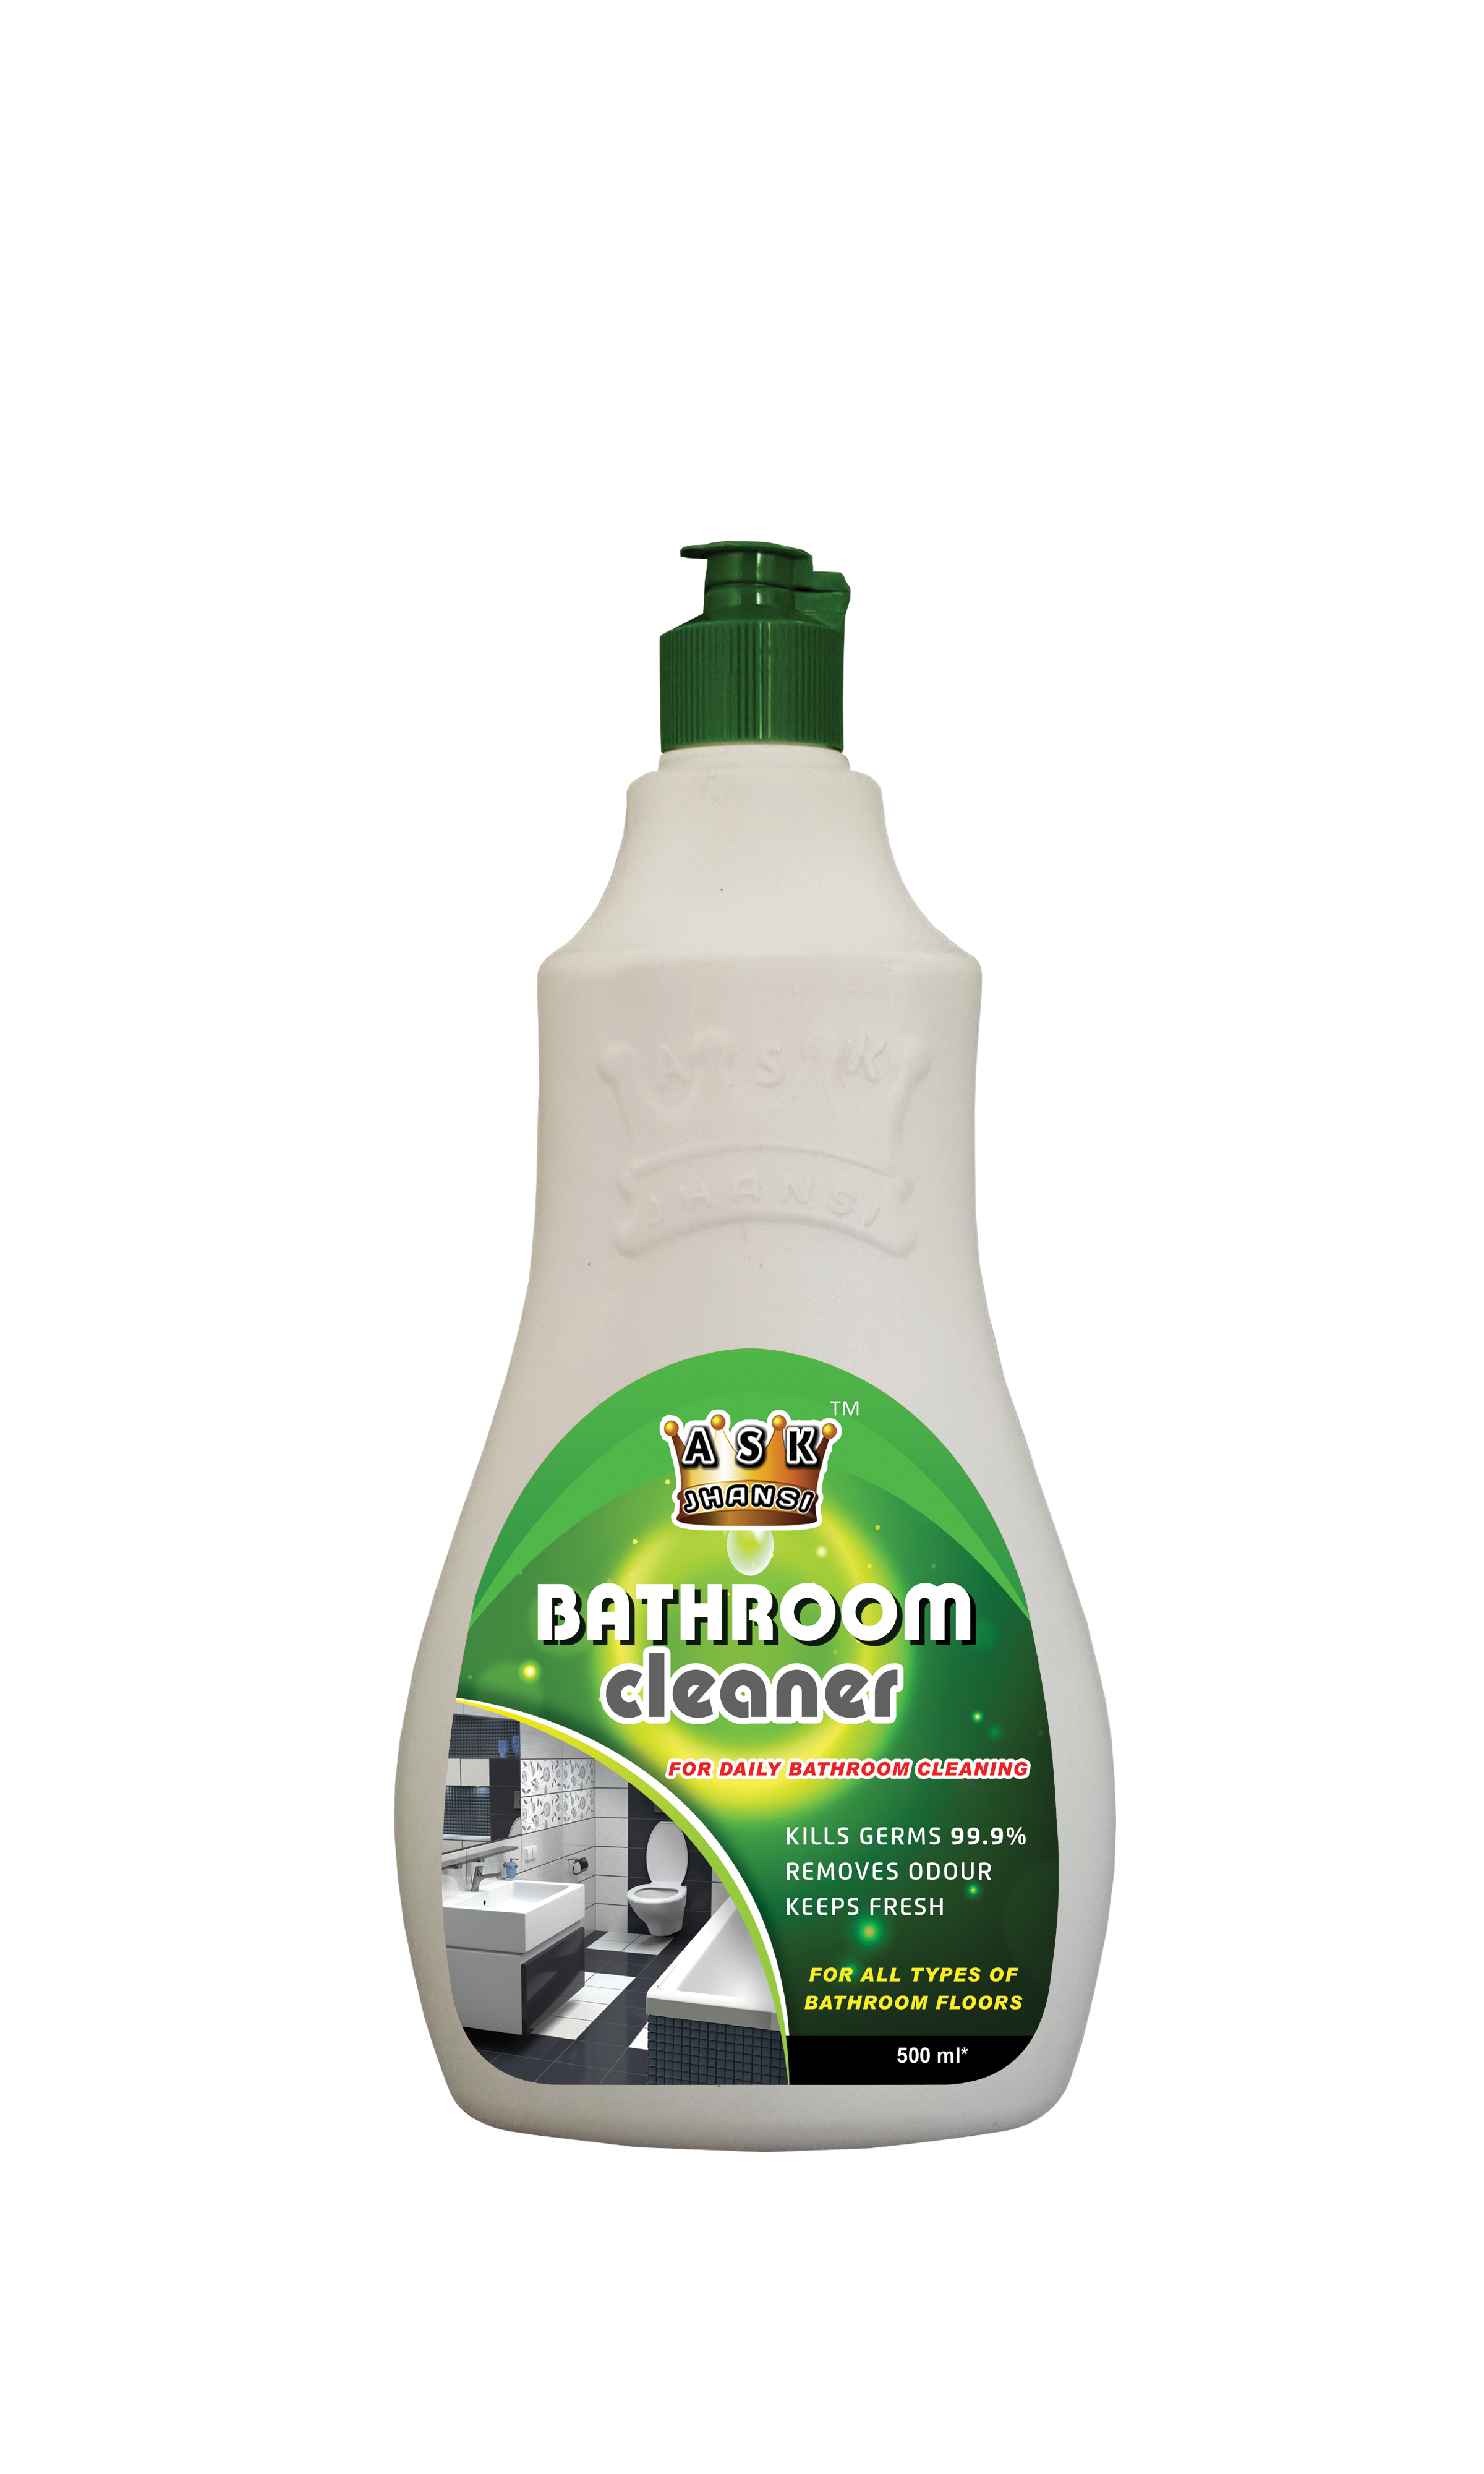 A S K
JHANSI
A S K
TM
JHANSI
BATHROOM
cleaner
FOR DAILY BATHROOM CLEANING
KILLS GERMS 99.9%
REMOVES ODOUR
KEEPS FRESH
FOR ALL TYPES OF
BATHROOM FLOORS
500 ml*